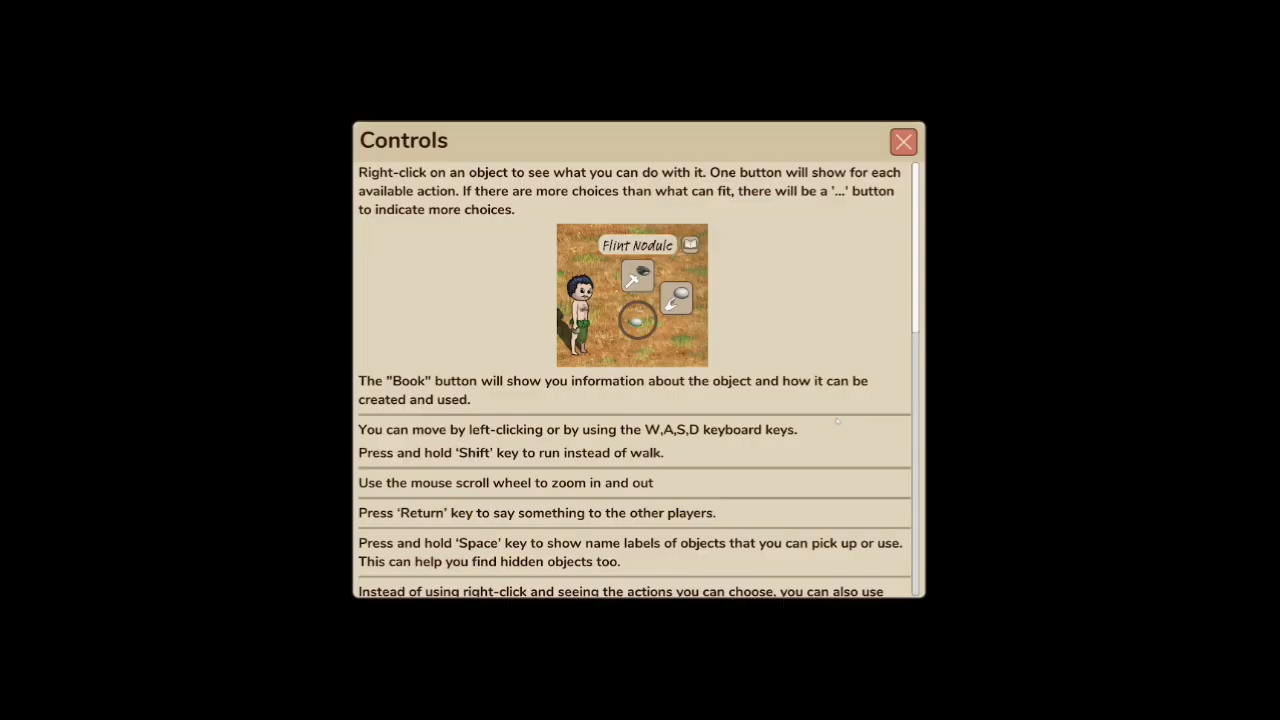 Controls
Right-click on an object to see what you can do with it. One button will show for each
available action. If there are more choices than what can fit, there will be a '...' button
to indicate more choices.
Flint Nodule
The "Book" button will show you information about the object and how it can be
created and used.
You can move by left-clicking or by using the W,A,S,D keyboard keys.
Press and hold ‘Shift’ key to run instead of walk.
Use the mouse scroll wheel to zoom in and out
Press ‘Return’ key to say something to the other players.
Press and hold ‘Space’ key to show name labels of objects that you can pick up or use.
This can help you find hidden objects too.
Instead of using right-click and seeing the actions you can choose, you can also use